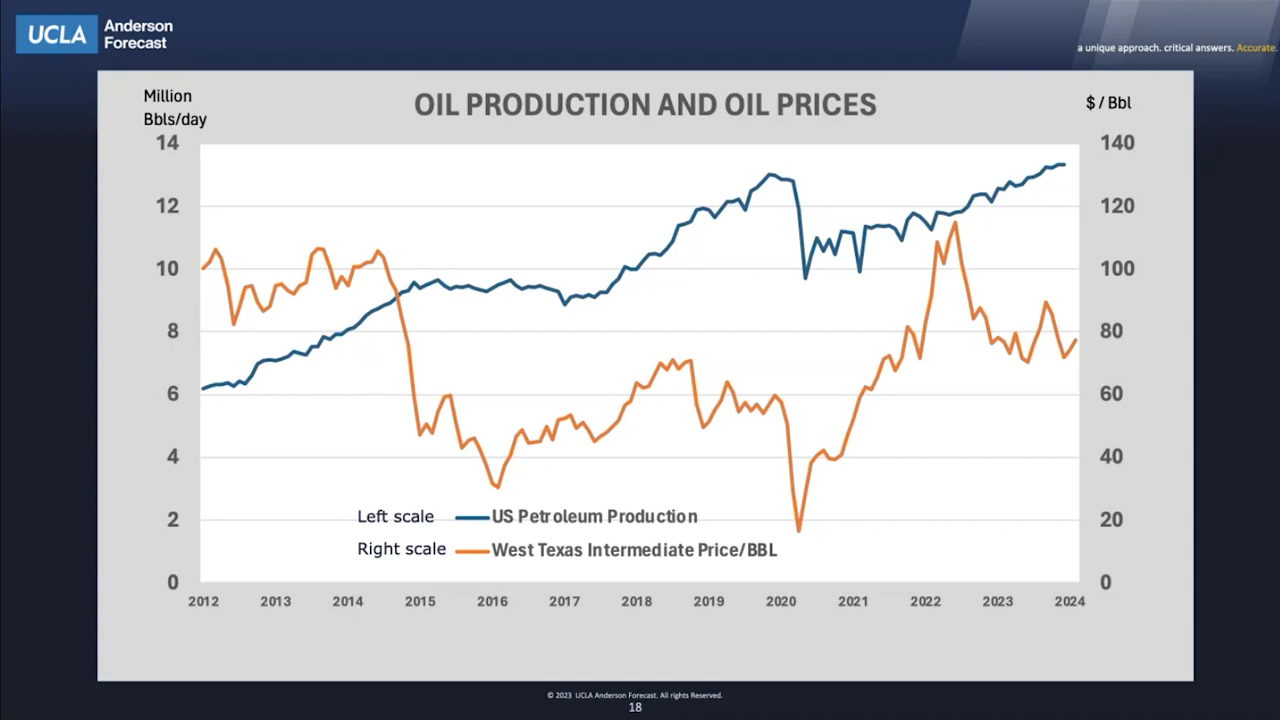 UCLA Anderson
Forecast
a unique approach. critical answers. Accurate.
Million
Bbls/day
OIL PRODUCTION AND OIL PRICES
$ / Bbl
14 140
12 120
10 100
8 80
6 60
4 40
2 20
0 0
Left scale US Petroleum Production
Right scale West Texas Intermediate Price/BBL
2012 2013 2014 2015 2016 2017 2018 2019 2020 2021 2022 2023 2024
© 2023 UCLA Anderson Forecast. All rights Reserved.
18